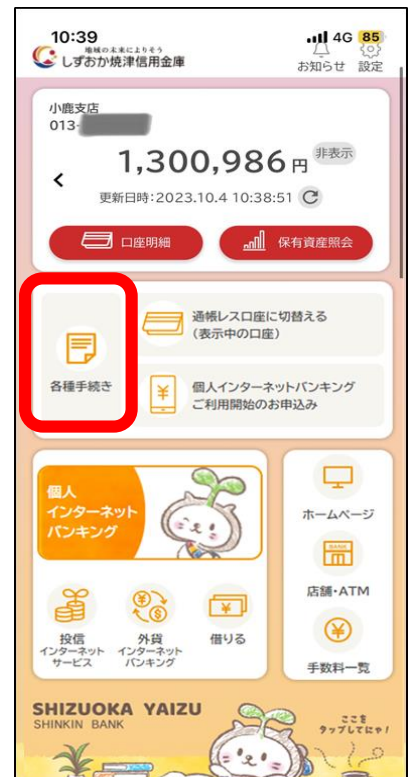 10:39
4G 85
地域の未来によりそう
しずおか焼津信用金庫
お知らせ 設定
小鹿支店
013-
1,300,986 円 非表示
更新日時:2023.10.4 10:38:51
口座明細
保有資産照会
各種手続き
通帳レス口座に切替える
(表示中の口座)
個人インターネットバンキング
ご利用開始のお申込み
個人
インターネット
バンキング
投信
インターネット
サービス
外貨
インターネット
バンキング
借りる
ホームページ
BANK
店舗・ATM
手数料一覧
SHIZUOKA YAIZU
SHINKIN BANK
ここを
タップしてにゃ!